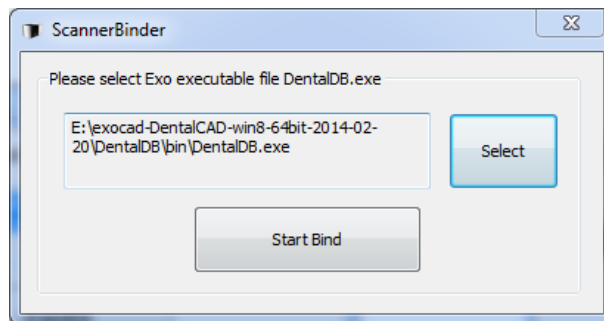 ScannerBinder
Please select Exo executable file DentalDB.exe
E:\exocad-DentalCAD-win8-64bit-2014-02-
20\DentalDB\bin\DentalDB.exe
Select
Start Bind